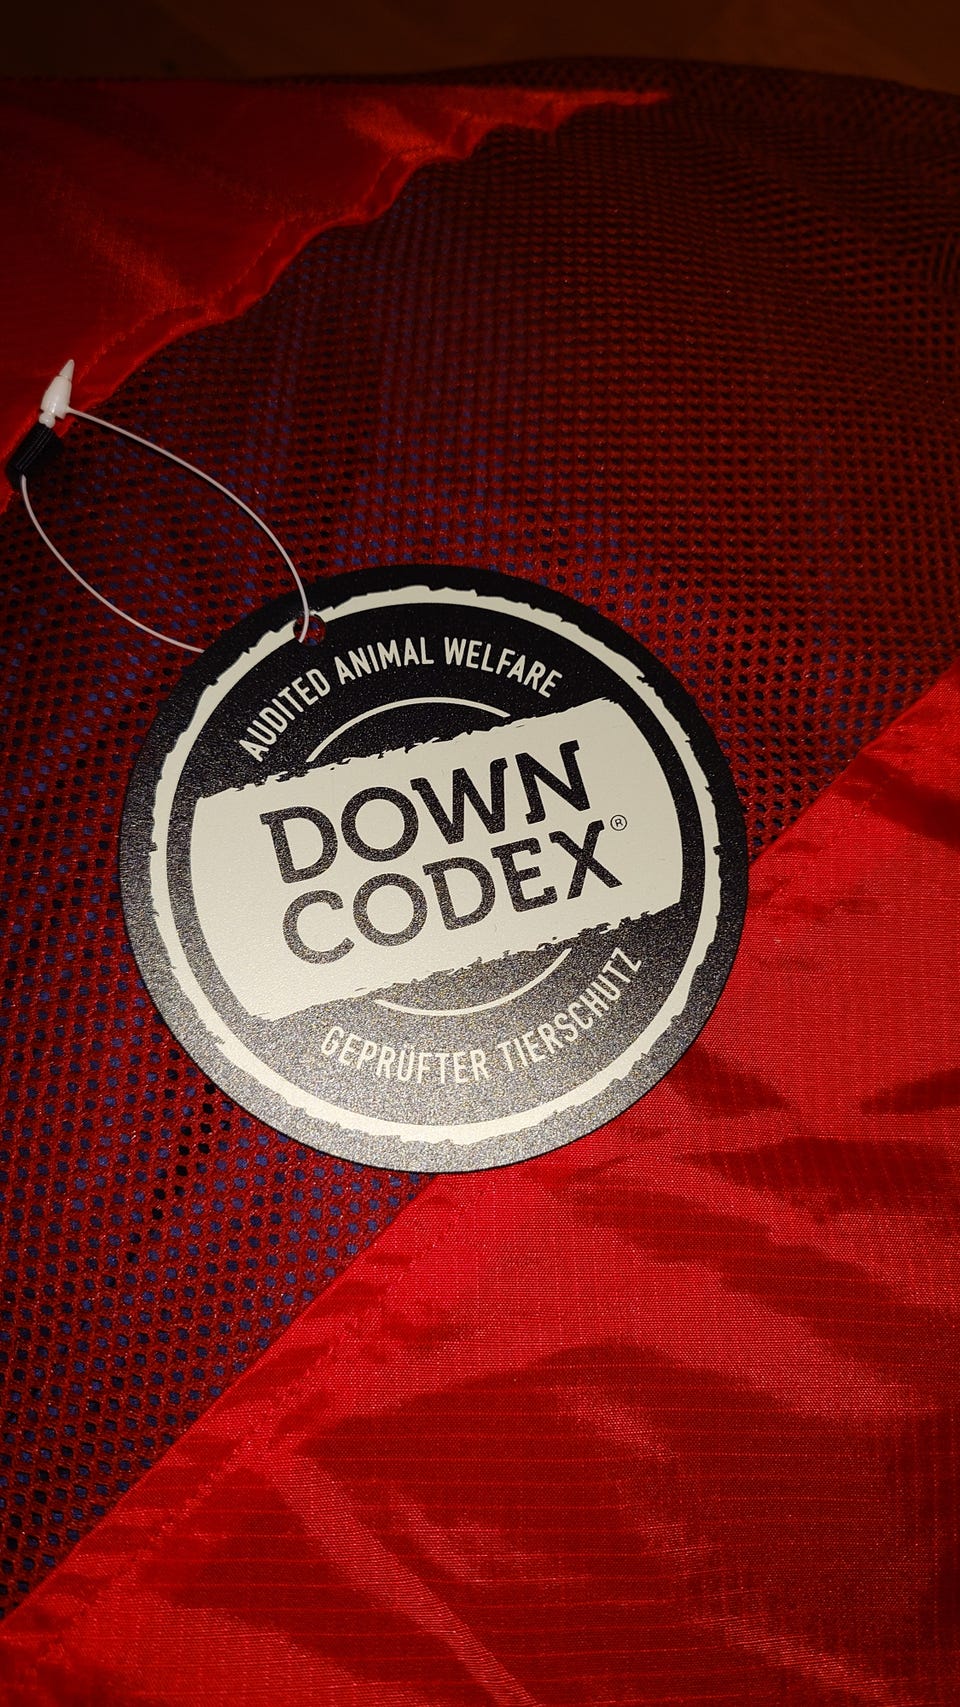 AUDITED ANIMAL WELFARE
DOWN
CODEX®
GEPRÜFTER TIERSCHUTZ